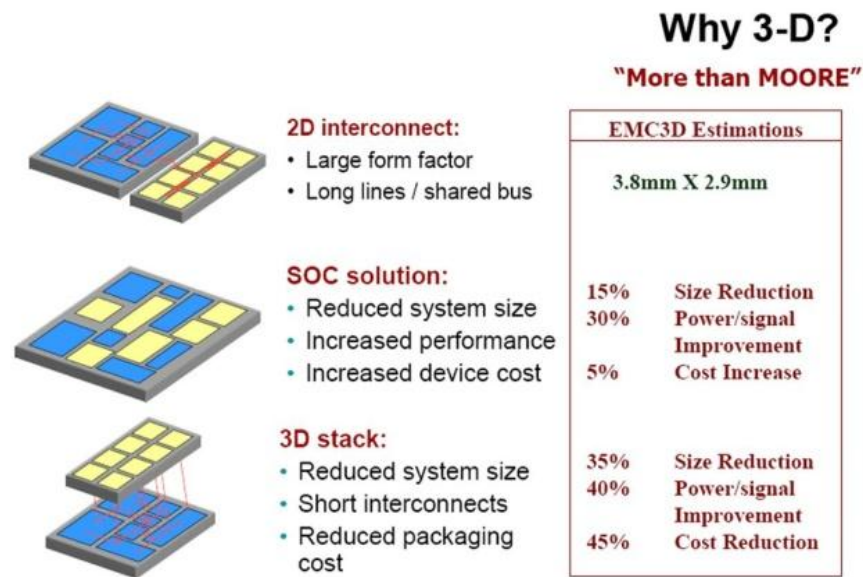 Why 3-D?
"More than MOORE"
2D interconnect:
• Large form factor
• Long lines / shared bus
SOC solution:
• Reduced system size
• Increased performance
• Increased device cost
3D stack:
• Reduced system size
• Short interconnects
• Reduced packaging
cost
EMC3D Estimations
3.8mm X 2.9mm
15% Size Reduction
30% Power/signal
Improvement
5% Cost Increase
35% Size Reduction
40% Power/signal
Improvement
45% Cost Reduction